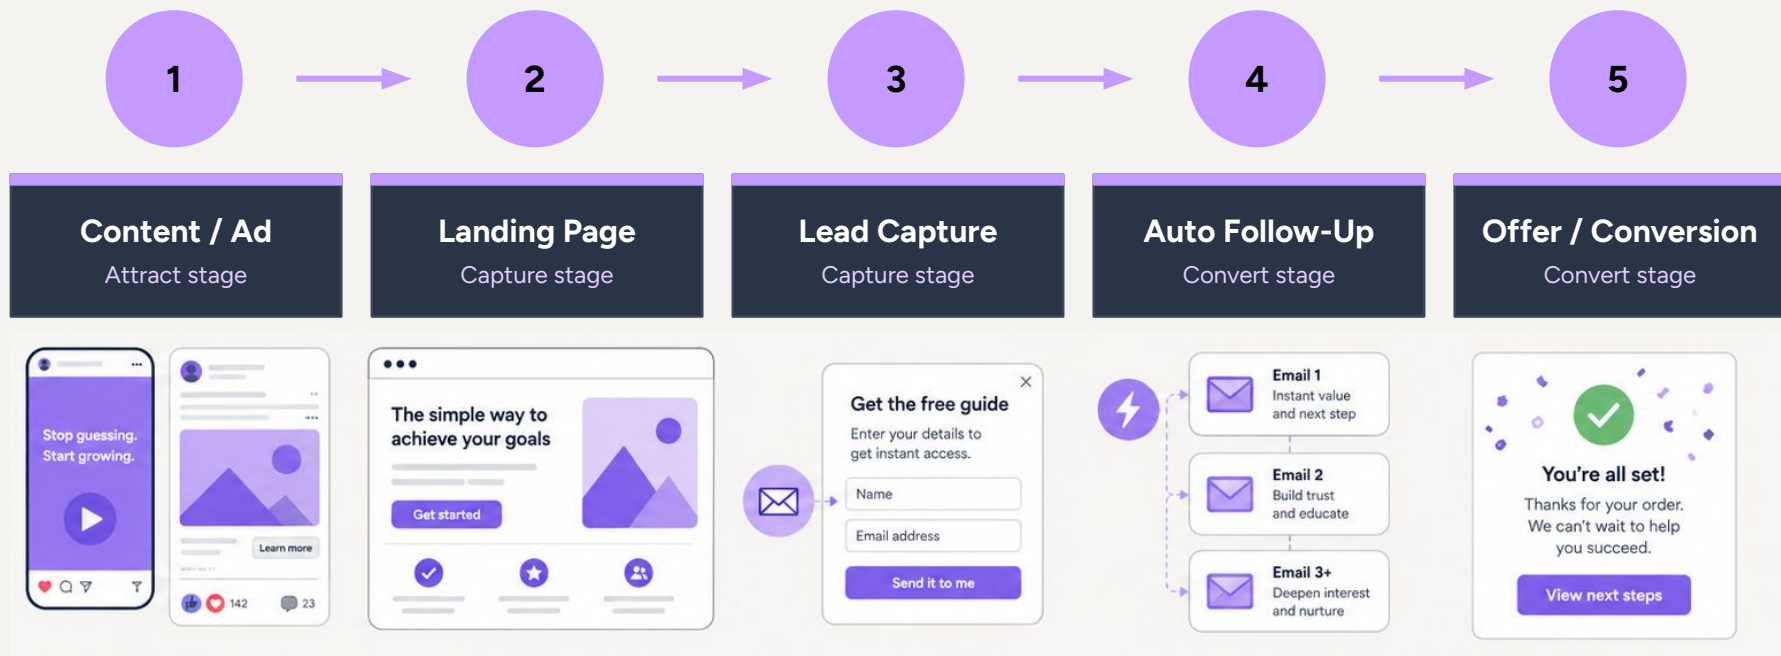 1
2
3
4
5
Content / Ad
Attract stage
Landing Page
Capture stage
Lead Capture
Capture stage
Auto Follow-Up
Convert stage
Offer / Conversion
Convert stage
Stop guessing.
Start growing.
Learn more
142
23
The simple way to
achieve your goals
Get started
Get the free guide
Enter your details to
get instant access.
Name
Email address
Send it to me
Email 1
Instant value
and next step
Email 2
Build trust
and educate
Email 3+
Deepen interest
and nurture
You're all set!
Thanks for your order.
We can't wait to help
you succeed.
View next steps